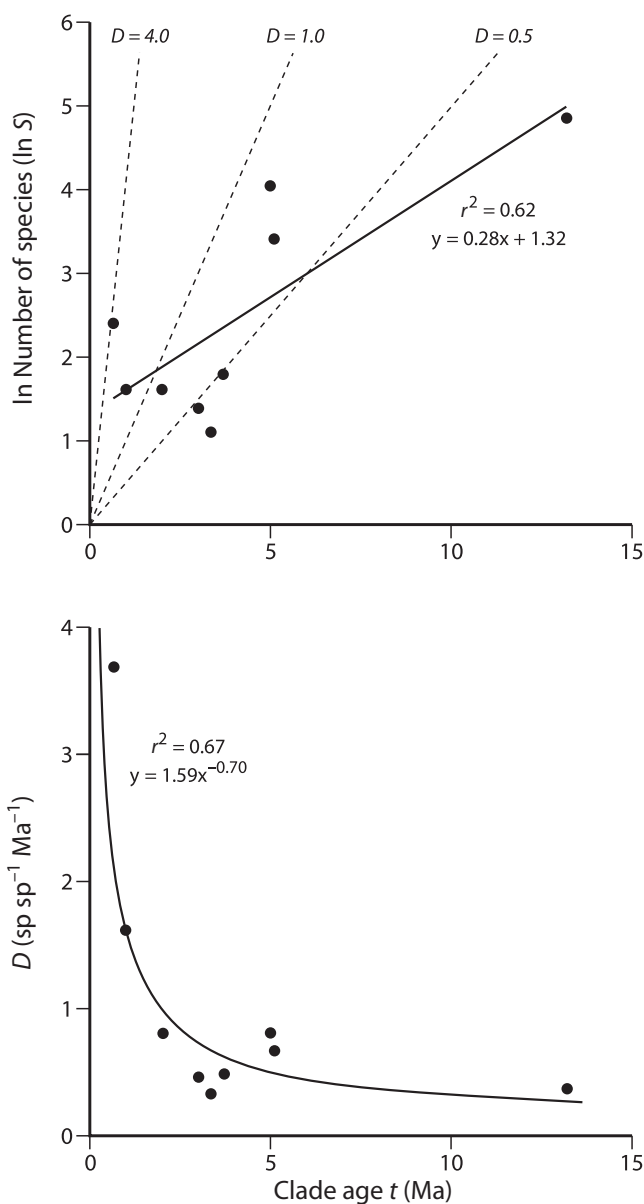 6
D = 4.0
D = 1.0
D = 0.5
5
4
r² = 0.62
y = 0.28x + 1.32
3
2
1
0
ln Number of species (ln S)
0
5
10
15
4
r² = 0.67
y = 1.59x⁻⁰·⁷⁰
3
2
1
0
D (sp sp⁻¹ Ma⁻¹)
0
5
10
15
Clade age t (Ma)